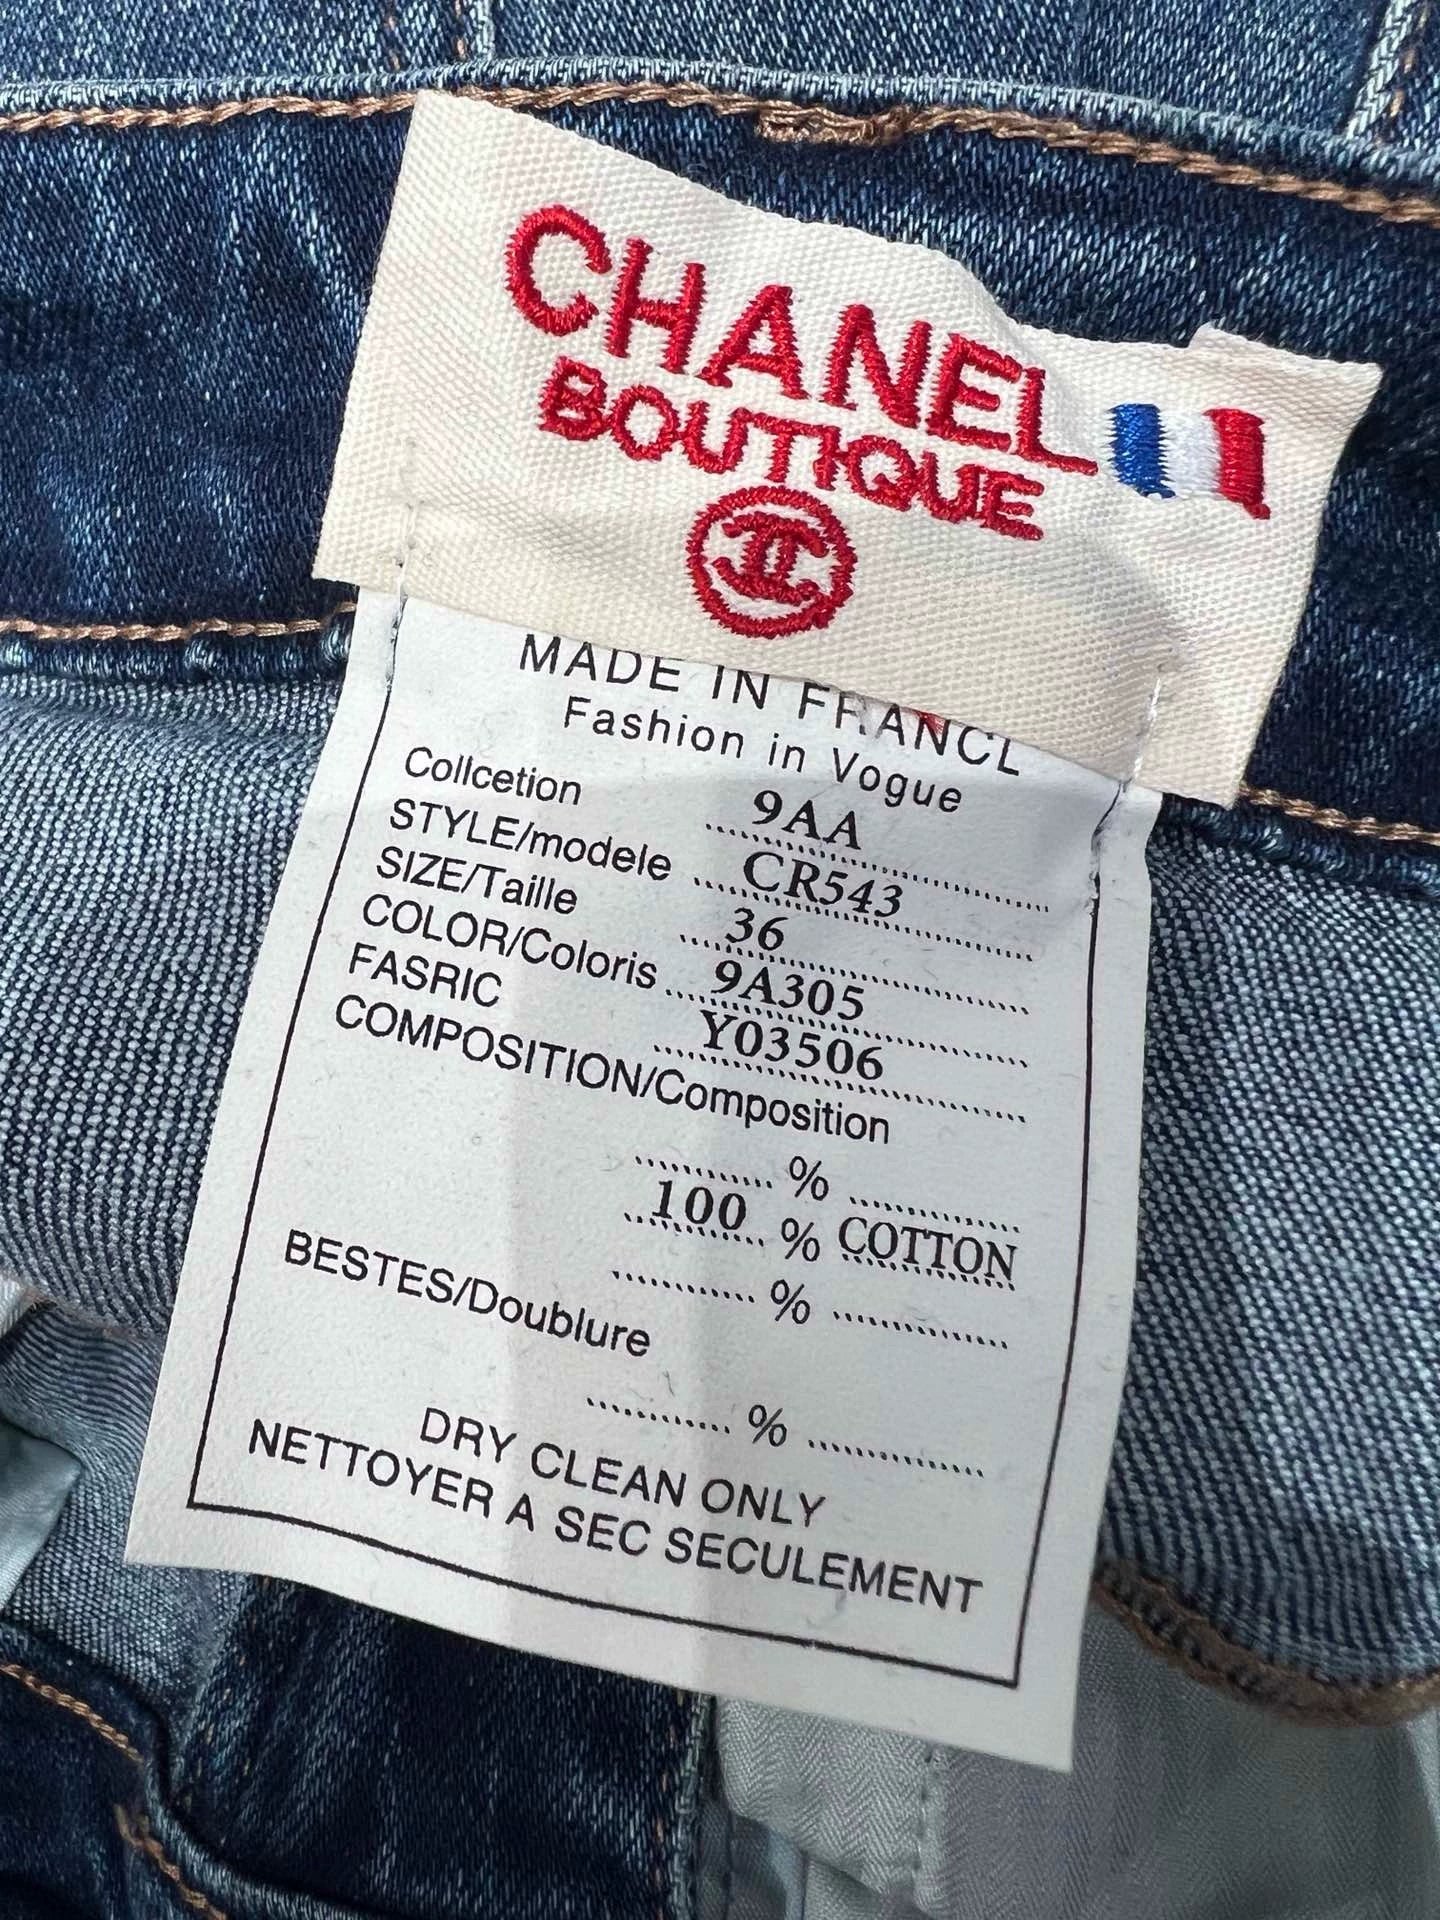 CHANEL
BOUTIQUE
MADE IN FRANCE
Fashion in Vogue
Collcetion 9AA
STYLE/modele CR543
SIZE/Taille 36
COLOR/Coloris 9A305
FASRIC Y03506
COMPOSITION/Composition
%
100 % COTTON
%
BESTES/Doublure
%
DRY CLEAN ONLY
NETTOYER A SEC SECULEMENT